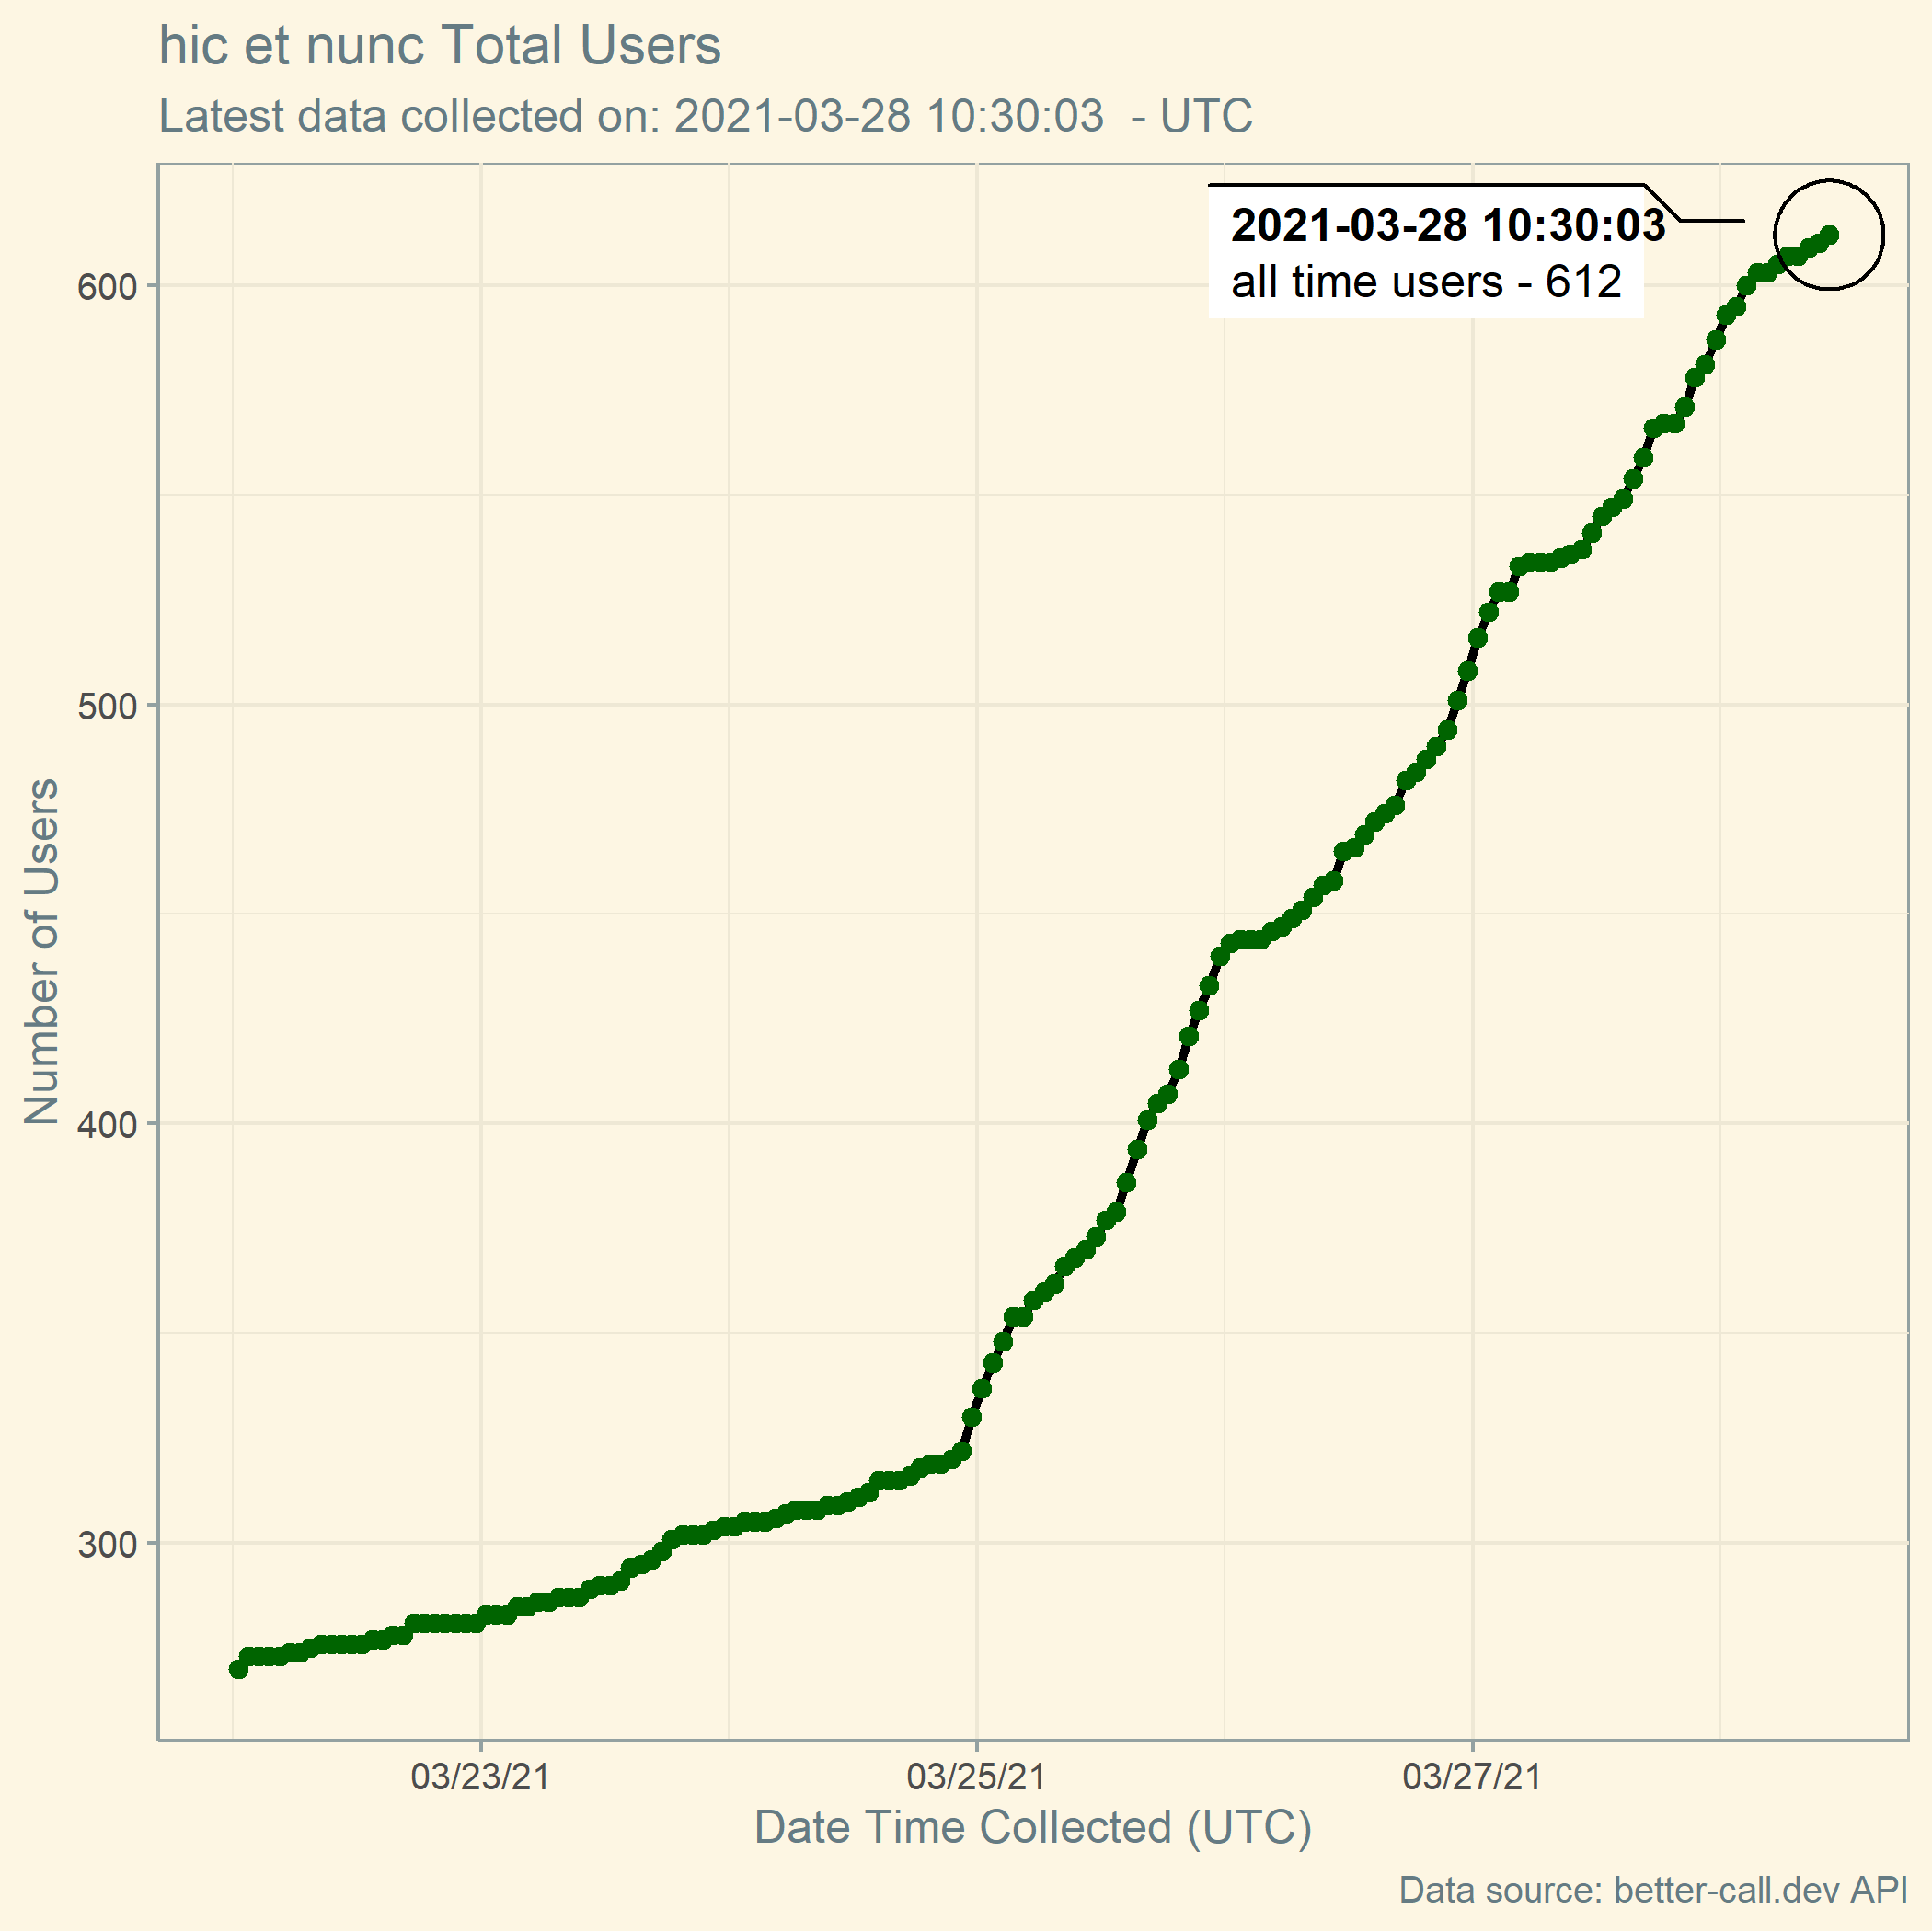 hic et nunc Total Users
Latest data collected on: 2021-03-28 10:30:03  - UTC
2021-03-28 10:30:03
all time users - 612
600
500
400
300
Number of Users
03/23/21 03/25/21 03/27/21
Date Time Collected (UTC)
Data source: better-call.dev API